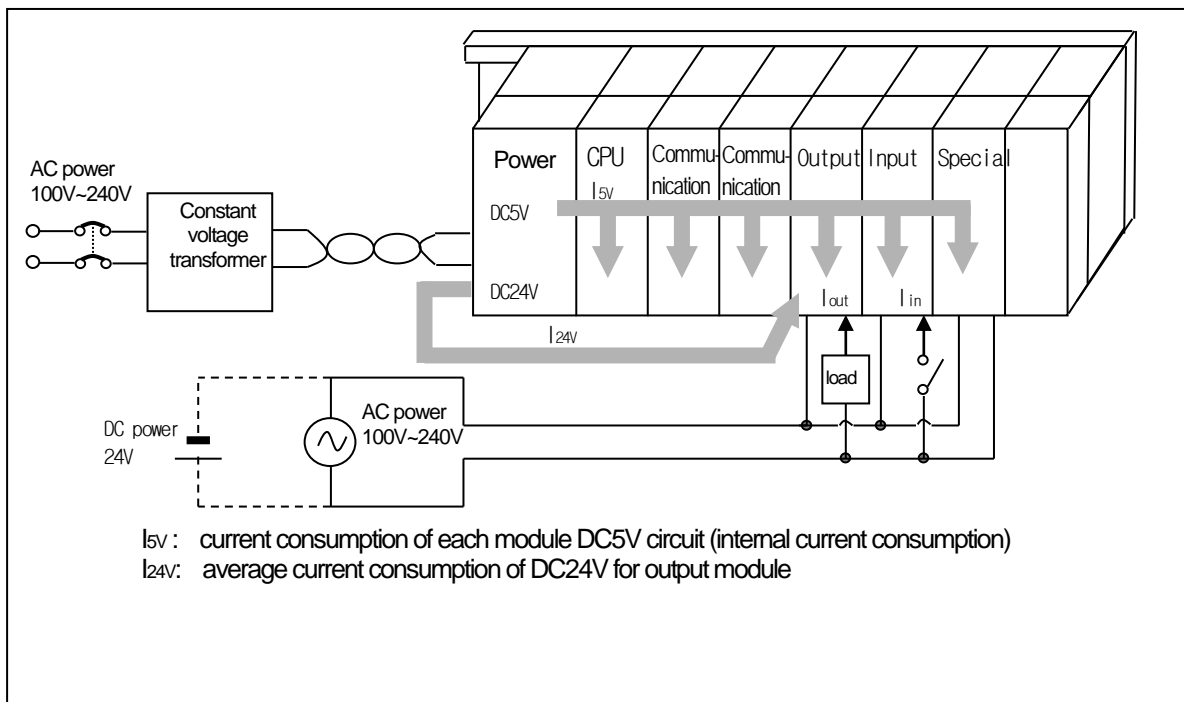 Power
CPU
Commu-
nication
Commu-
nication
Output
Input
Special
AC power
100V~240V
Constant
voltage
transformer
I5V
DC5V
DC24V
I24V
Iout
Iin
load
DC power
24V
AC power
100V~240V
I5V : current consumption of each module DC5V circuit (internal current consumption)
I24V: average current consumption of DC24V for output module